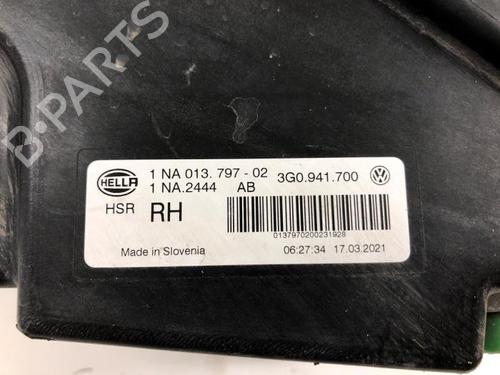 B-PARTS
HELLA 1 NA 013. 797 - 02 3G0.941.700
1 NA.2444 AB
HSR RH
0137970200231928
Made in Slovenia 06:27:34 17.03.2021